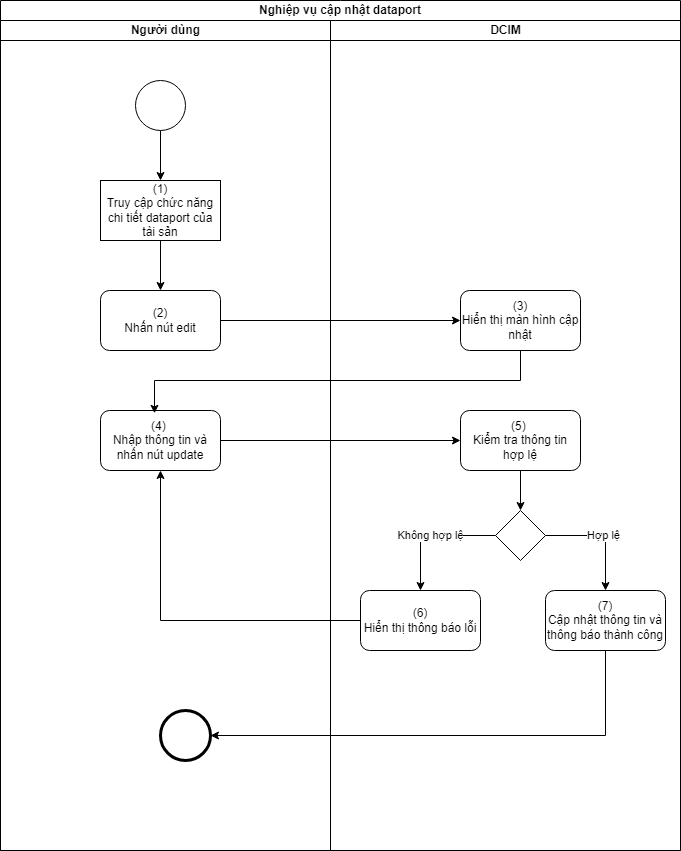 Nghiệp vụ cập nhật dataport
Người dùng
DCIM
(1)
Truy cập chức năng
chi tiết dataport của
tài sản
(2)
Nhấn nút edit
(3)
Hiển thị màn hình cập
nhật
(4)
Nhập thông tin và
nhấn nút update
(5)
Kiểm tra thông tin
hợp lệ
Không hợp lệ
Hợp lệ
(6)
Hiển thị thông báo lỗi
(7)
Cập nhật thông tin và
thông báo thành công